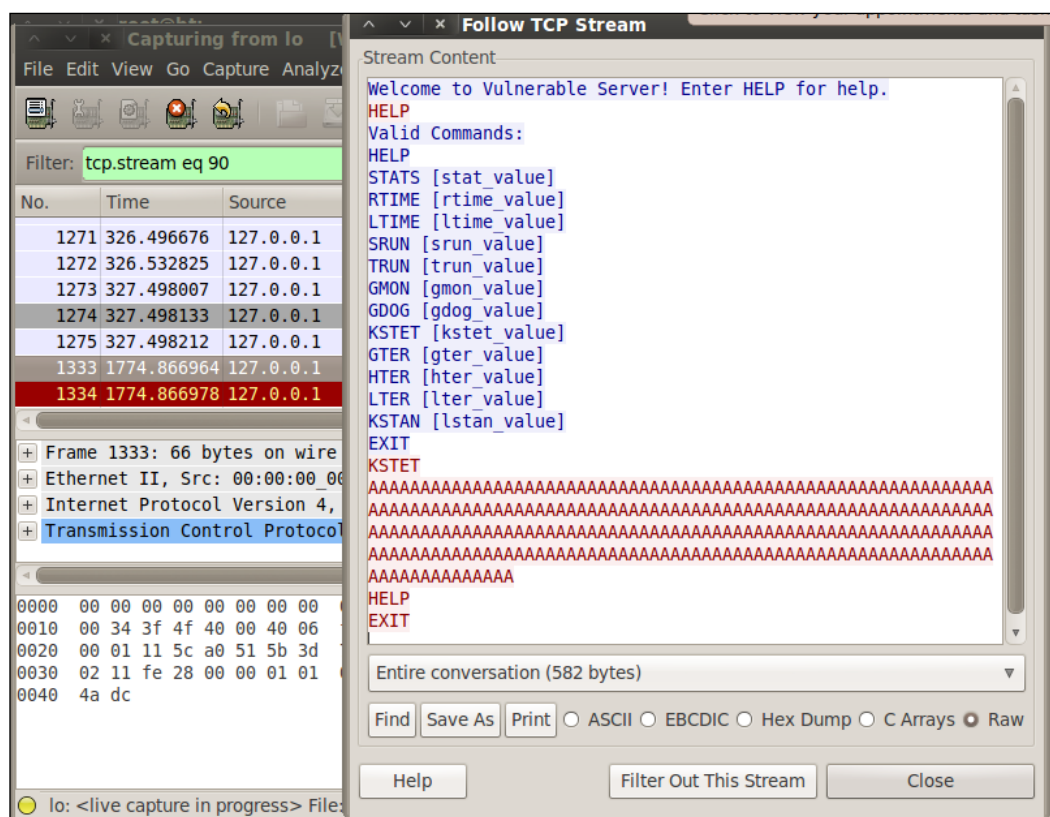 Capturing from lo
File Edit View Go Capture Analyz
Filter: tcp.stream eq 90
No. Time Source
1271 326.496676 127.0.0.1
1272 326.532825 127.0.0.1
1273 327.498007 127.0.0.1
1274 327.498133 127.0.0.1
1275 327.498212 127.0.0.1
1333 1774.866964 127.0.0.1
1334 1774.866978 127.0.0.1
+ Frame 1333: 66 bytes on wire
+ Ethernet II, Src: 00:00:00_00
+ Internet Protocol Version 4,
+ Transmission Control Protocol
0000 00 00 00 00 00 00 00 00
0010 00 34 3f 4f 40 00 40 06
0020 00 01 11 5c a0 51 5b 3d
0030 02 11 fe 28 00 00 01 01
0040 4a dc
lo: <live capture in progress> File:
Follow TCP Stream
Stream Content
Welcome to Vulnerable Server! Enter HELP for help.
HELP
Valid Commands:
HELP
STATS [stat_value]
RTIME [rtime_value]
LTIME [ltime_value]
SRUN [srun_value]
TRUN [trun_value]
GMON [gmon_value]
GDOG [gdog_value]
KSTET [kstet_value]
GTER [gter_value]
HTER [hter_value]
LTER [lter_value]
KSTAN [lstan_value]
EXIT
KSTET
AAAAAAAAAAAAAAAAAAAAAAAAAAAAAAAAAAAAAAAAAAAAAAAAAAAAAAAAAAAA
AAAAAAAAAAAAAAAAAAAAAAAAAAAAAAAAAAAAAAAAAAAAAAAAAAAAAAAAAAAA
AAAAAAAAAAAAAAAAAAAAAAAAAAAAAAAAAAAAAAAAAAAAAAAAAAAAAAAAAAAA
AAAAAAAAAAAAAAAAAAAAAAAAAAAAAAAAAAAAAAAAAAAAAAAAAAAAAAAAAAAA
AAAAAAAAAAAAAA
HELP
EXIT
Entire conversation (582 bytes)
Find Save As Print ASCII EBCDIC Hex Dump C Arrays Raw
Help Filter Out This Stream Close